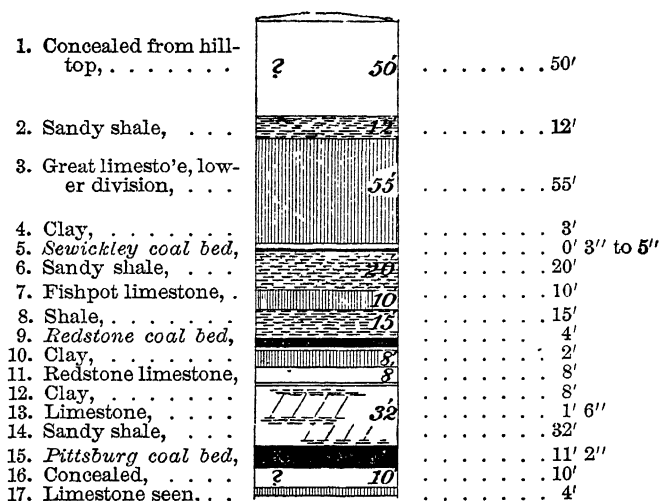 1. Concealed from hill-
top, . . . . . . . ? 50' . . . . . . . 50'
2. Sandy shale, . . . 12' . . . . . . . 12'
3. Great limesto'e, low-
er division, . . . 55' . . . . . . . 55'
4. Clay, . . . . . . . . . . . . . . 3'
5. Sewickley coal bed, . . . . . . . 0' 3'' to 5''
6. Sandy shale, . . . 20' . . . . . . . 20'
7. Fishpot limestone, . 10 . . . . . . . 10'
8. Shale, . . . . . . . 15' . . . . . . . 15'
9. Redstone coal bed, . . . . . . . 4'
10. Clay, . . . . . . . 8' . . . . . . . 2'
11. Redstone limestone, 8 . . . . . . . 8'
12. Clay, . . . . . . . . . . . . . . 8'
13. Limestone, . . . . 32' . . . . . . . 1' 6''
14. Sandy shale, . . . . . . . . . . . 32'
15. Pittsburg coal bed, . . . . . . . 11' 2''
16. Concealed, . . . . ? 10' . . . . . . . 10'
17. Limestone seen, . . . . . . . . . . 4'